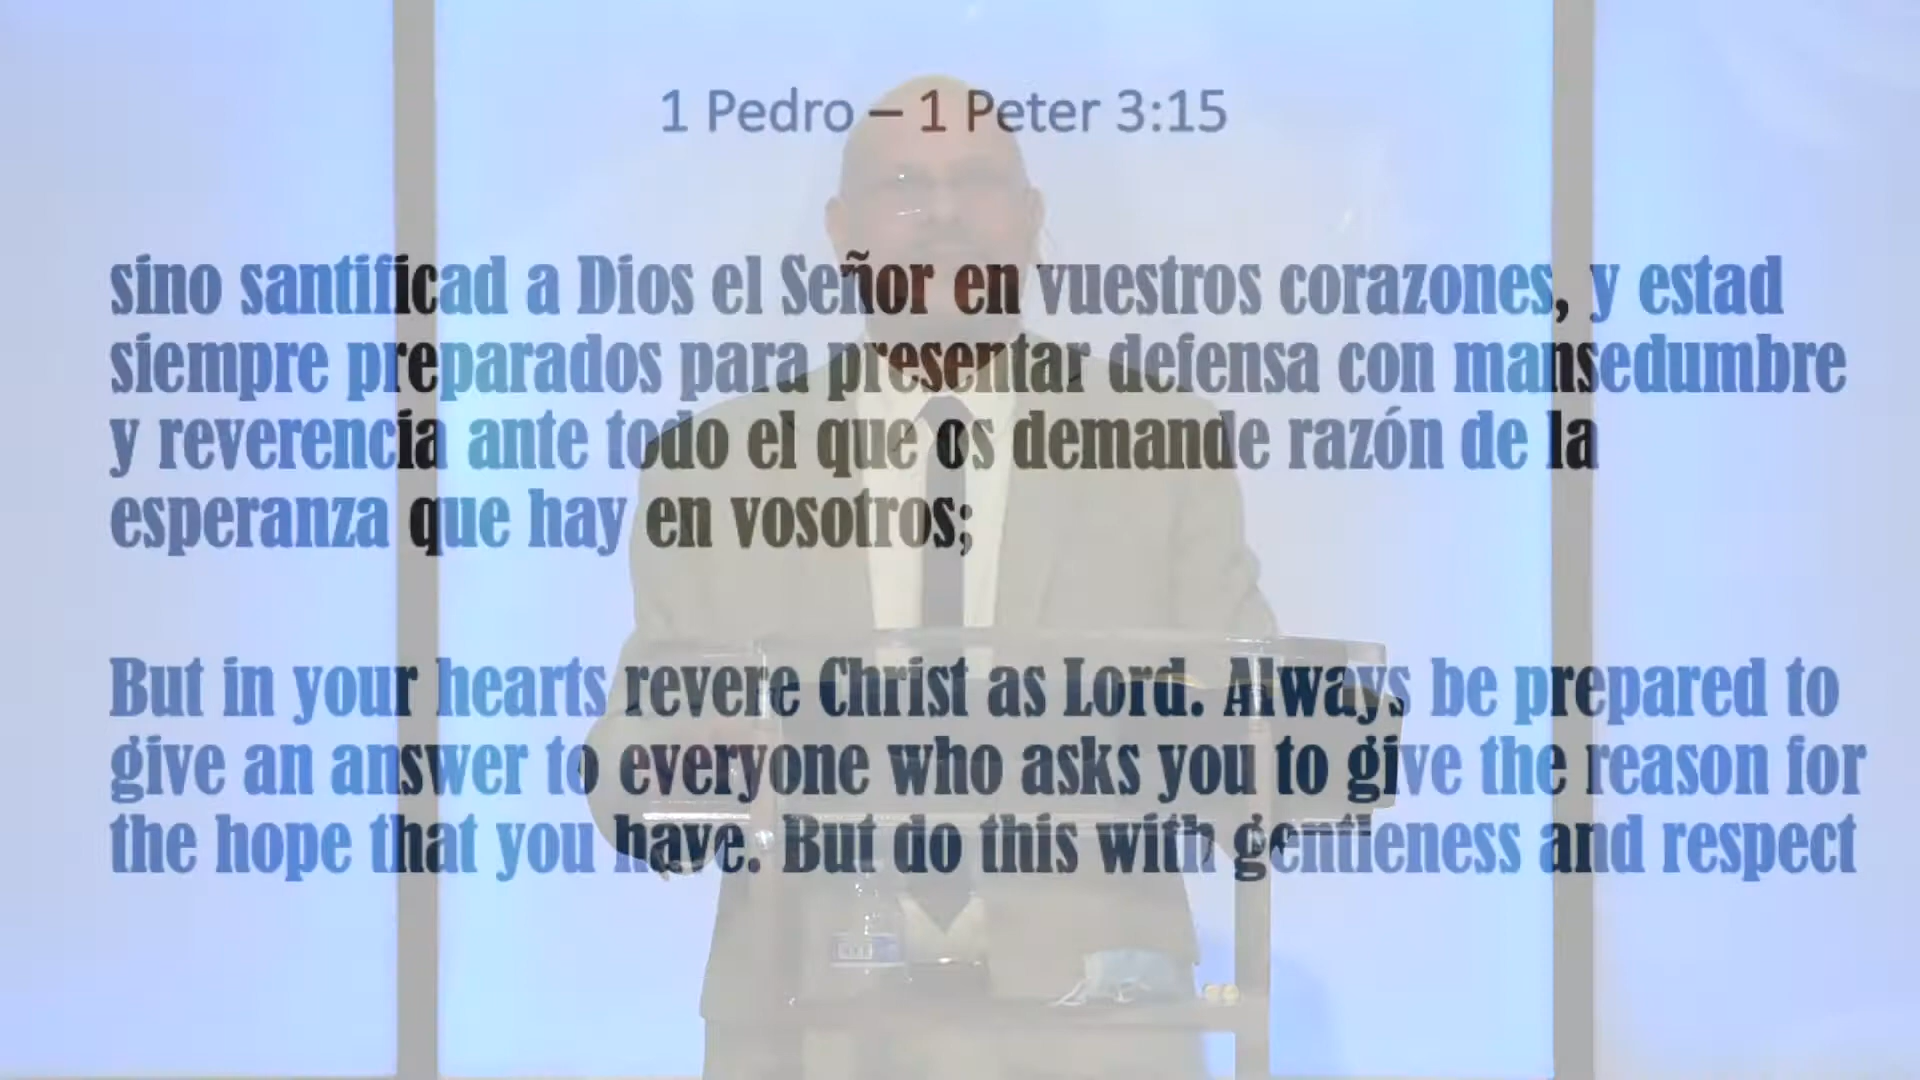 1 Pedro – 1 Peter 3:15
sino santificad a Dios el Señor en vuestros corazones, y estad
siempre preparados para presentar defensa con mansedumbre
y reverencia ante todo el que os demande razón de la
esperanza que hay en vosotros;
But in your hearts revere Christ as Lord. Always be prepared to
give an answer to everyone who asks you to give the reason for
the hope that you have. But do this with gentleness and respect